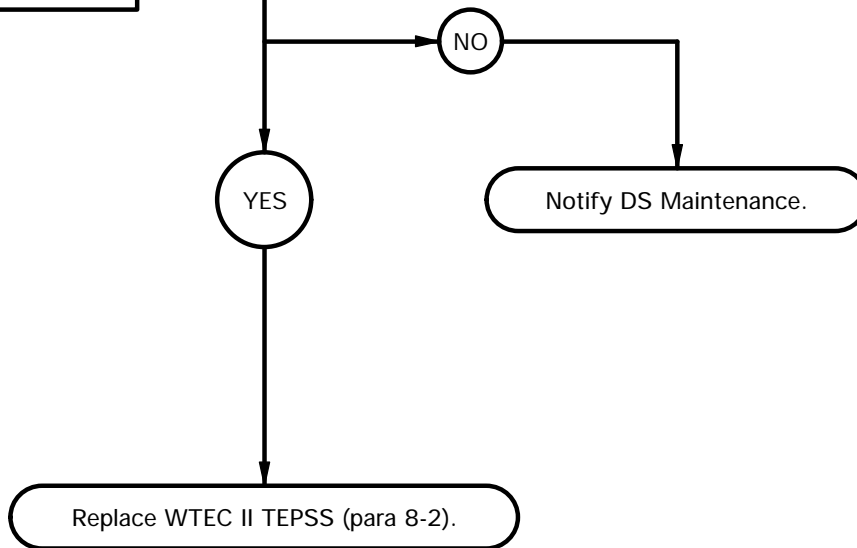 NO
YES
Notify DS Maintenance.
Replace WTEC II TEPSS (para 8-2).